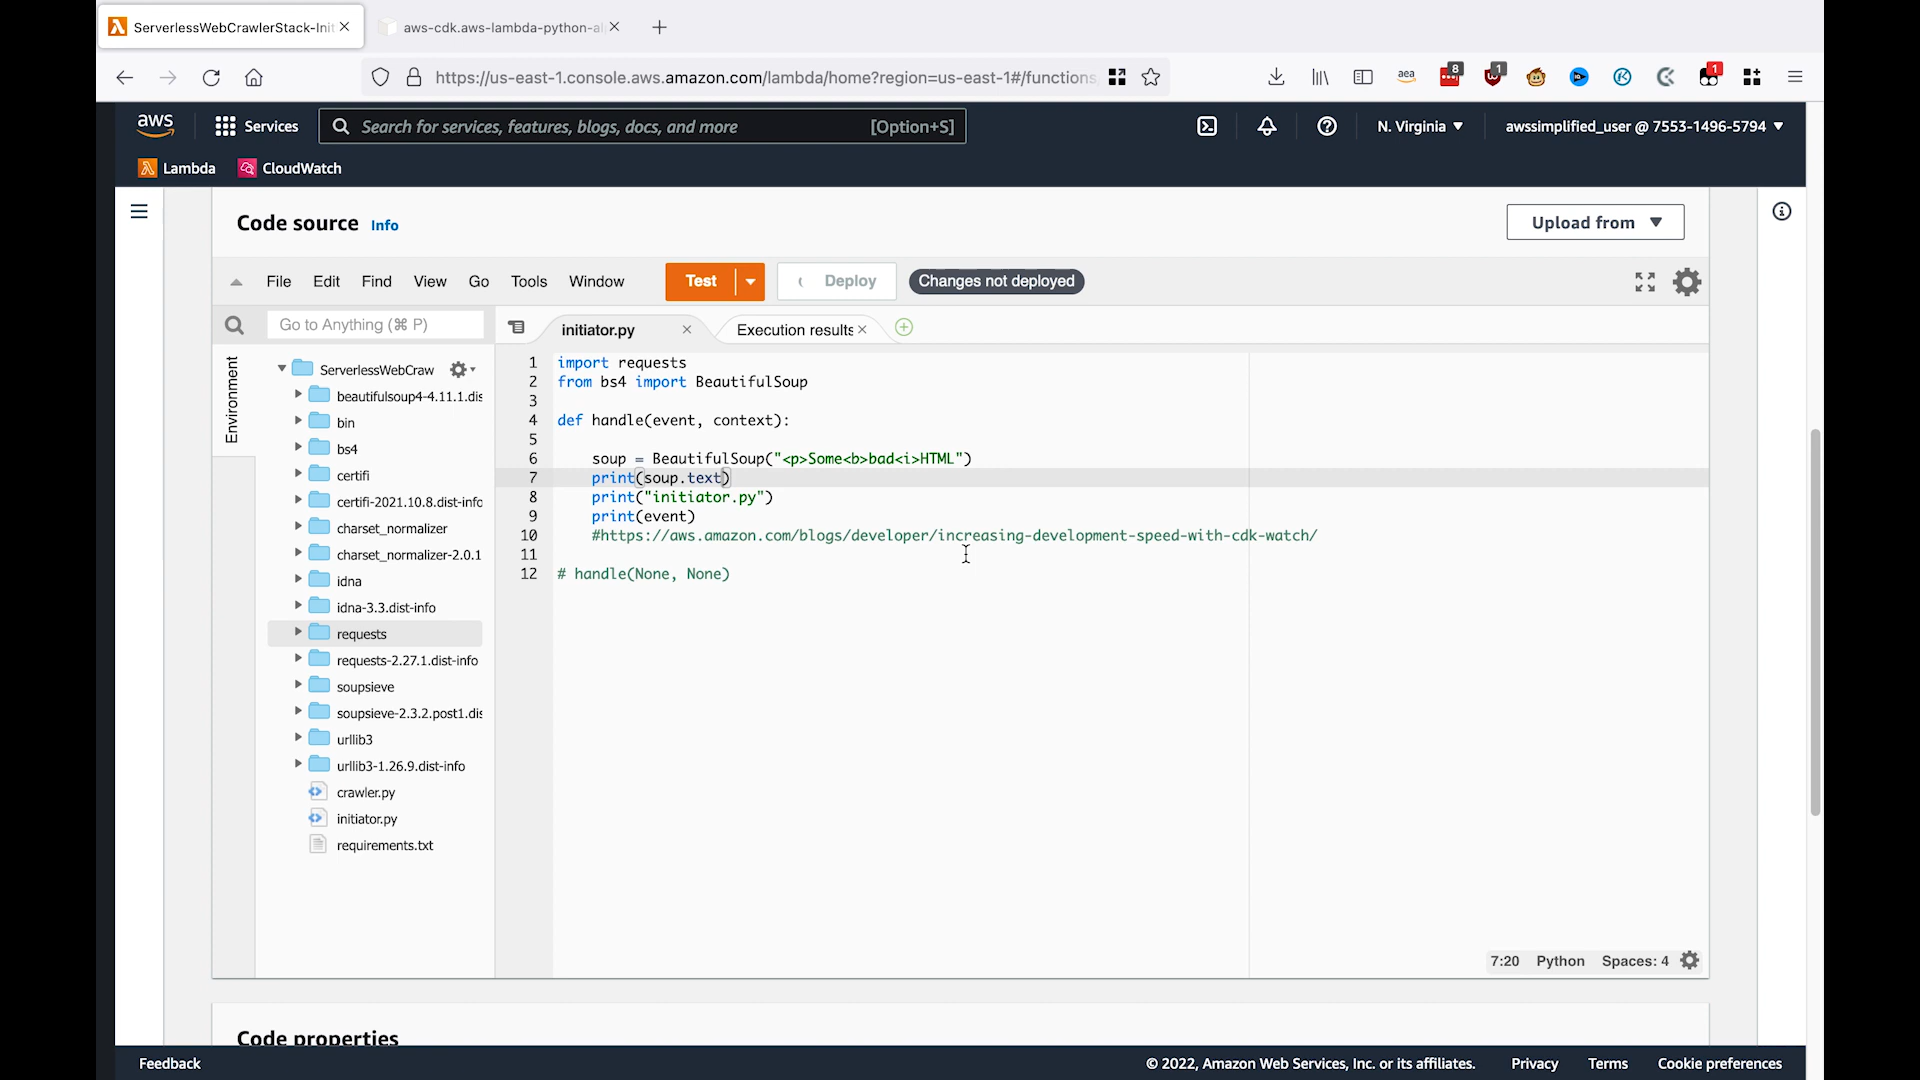 ServerlessWebCrawlerStack-Init
aws-cdk.aws-lambda-python-al
https://us-east-1.console.aws.amazon.com/lambda/home?region=us-east-1#/functions
aea
8
1
1
aws
Services
Search for services, features, blogs, docs, and more
[Option+S]
N. Virginia
awssimplified_user @ 7553-1496-5794
Lambda
CloudWatch
Code source
Info
Upload from
File
Edit
Find
View
Go
Tools
Window
Test
Deploy
Changes not deployed
Go to Anything (⌘ P)
initiator.py
Execution results
Environment
ServerlessWebCraw
beautifulsoup4-4.11.1.dis
bin
bs4
certifi
certifi-2021.10.8.dist-info
charset_normalizer
charset_normalizer-2.0.1
idna
idna-3.3.dist-info
requests
requests-2.27.1.dist-info
soupsieve
soupsieve-2.3.2.post1.dis
urllib3
urllib3-1.26.9.dist-info
crawler.py
initiator.py
requirements.txt
1 import requests
2 from bs4 import BeautifulSoup
3
4 def handle(event, context):
5
6 soup = BeautifulSoup("<p>Some<b>bad<i>HTML")
7 print(soup.text)
8 print("initiator.py")
9 print(event)
10 #https://aws.amazon.com/blogs/developer/increasing-development-speed-with-cdk-watch/
11
12 # handle(None, None)
7:20
Python
Spaces: 4
Code properties
Feedback
© 2022, Amazon Web Services, Inc. or its affiliates.
Privacy
Terms
Cookie preferences